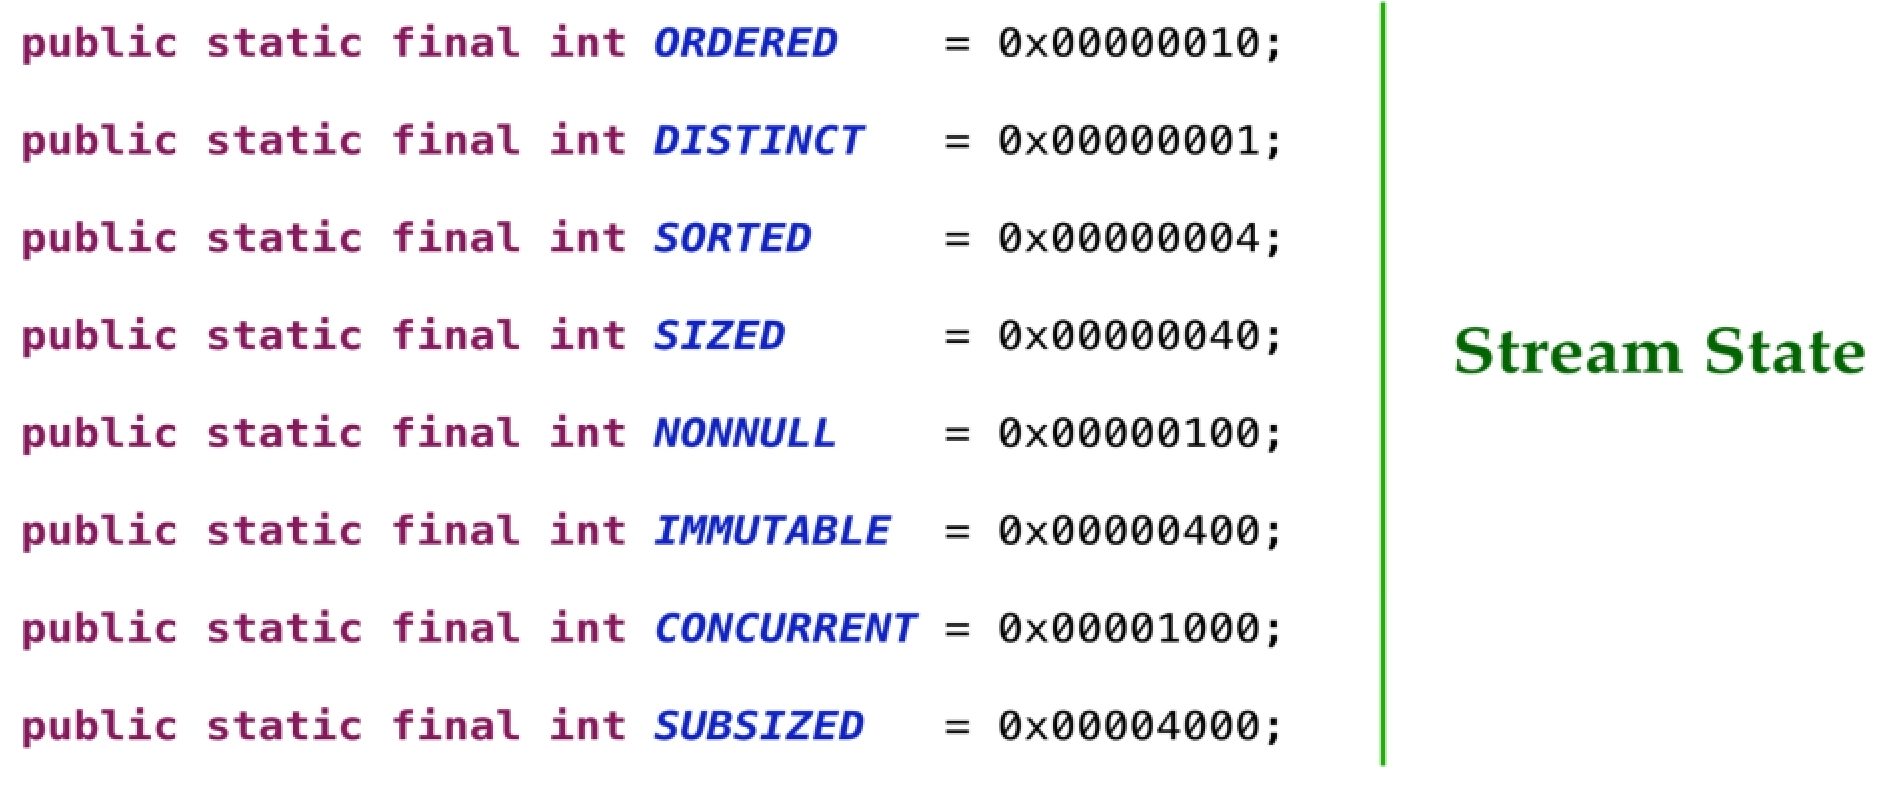 public static final int ORDERED    = 0x00000010;
public static final int DISTINCT   = 0x00000001;
public static final int SORTED     = 0x00000004;
public static final int SIZED      = 0x00000040;
public static final int NONNULL    = 0x00000100;
public static final int IMMUTABLE  = 0x00000400;
public static final int CONCURRENT = 0x00001000;
public static final int SUBSIZED   = 0x00004000;
Stream State